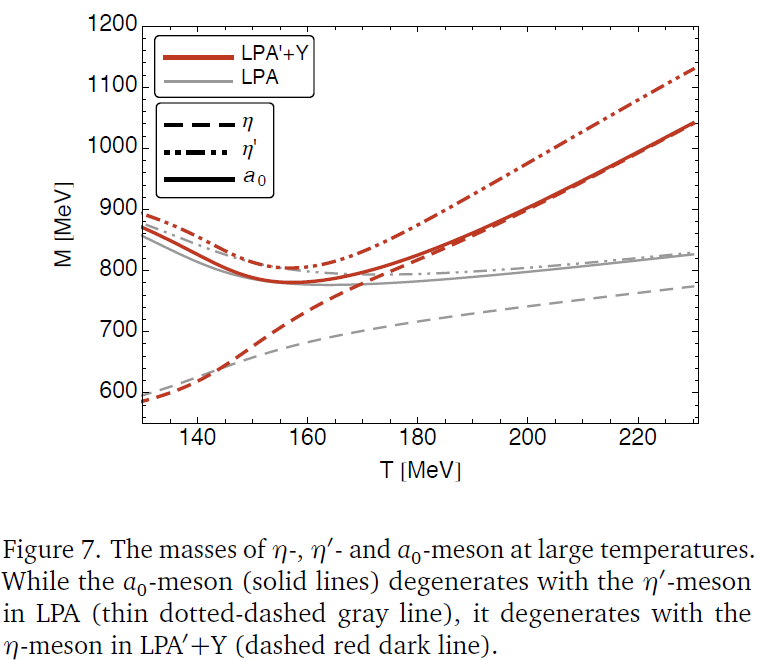 1200
1100
1000
900
800
700
600
M [MeV]
LPA'+Y
LPA
η
η'
a₀
140 160 180 200 220
T [MeV]
Figure 7. The masses of η-, η′- and a₀-meson at large temperatures.
While the a₀-meson (solid lines) degenerates with the η′-meson
in LPA (thin dotted-dashed gray line), it degenerates with the
η-meson in LPA′+Y (dashed red dark line).